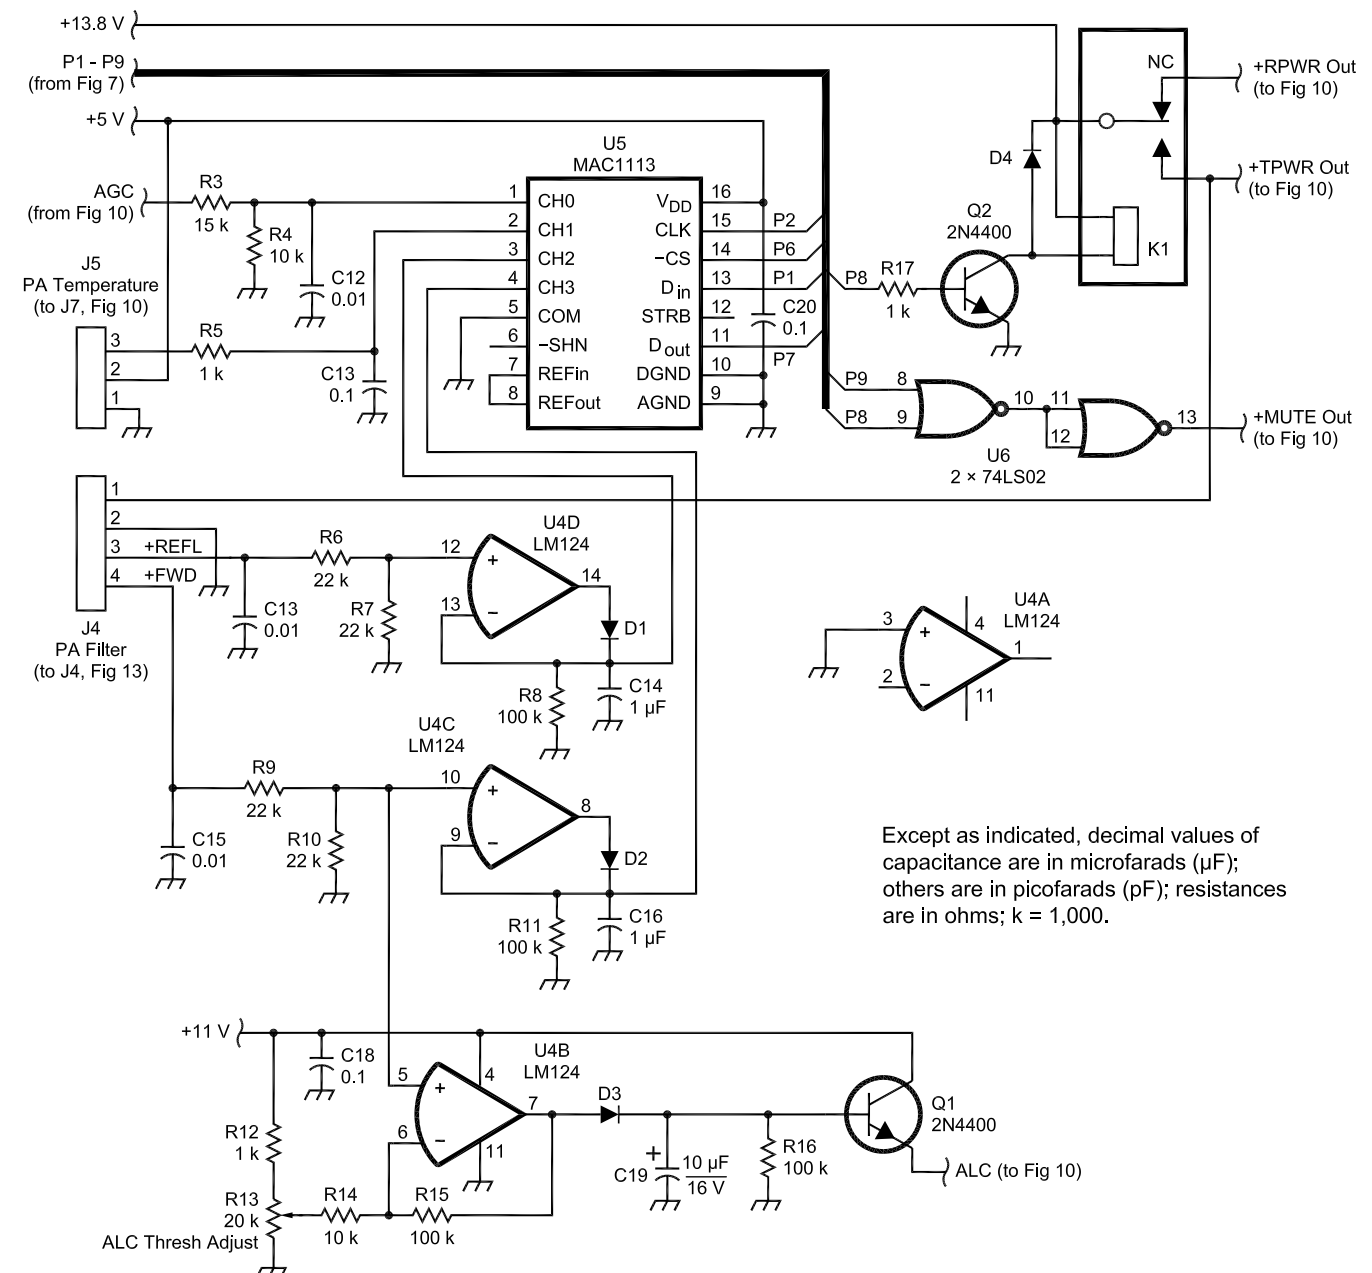 +13.8 V
P1 - P9
(from Fig 7)
+5 V
AGC
(from Fig 10)
R3
15 k
R4
10 k
C12
0.01
J5
PA Temperature
(to J7, Fig 10)
3
2
1
R5
1 k
C13
0.1
U5
MAC1113
1 CH0
2 CH1
3 CH2
4 CH3
5 COM
6 –SHN
7 REFin
8 REFout
VDD 16
CLK 15 P2
–CS 14 P6
Din 13 P1
STRB 12
Dout 11 P7
DGND 10
AGND 9
C20
0.1
P8
R17
1 k
Q2
2N4400
D4
NC
K1
+RPWR Out
(to Fig 10)
+TPWR Out
(to Fig 10)
P9 8
P8 9
10
11
12
13
U6
2 × 74LS02
+MUTE Out
(to Fig 10)
1
2
3 +REFL
4 +FWD
J4
PA Filter
(to J4, Fig 13)
C13
0.01
R6
22 k
R7
22 k
12
+
13
–
U4D
LM124
14
D1
R8
100 k
C14
1 µF
U4A
LM124
3
+
2
–
4
1
11
C15
0.01
R9
22 k
R10
22 k
U4C
LM124
10
+
9
–
8
D2
R11
100 k
C16
1 µF
Except as indicated, decimal values of
capacitance are in microfarads (µF);
others are in picofarads (pF); resistances
are in ohms; k = 1,000.
+11 V
C18
0.1
U4B
LM124
5
+
6
–
4
7
11
D3
R12
1 k
R13
20 k
ALC Thresh Adjust
R14
10 k
R15
100 k
+
C19
10 µF
16 V
R16
100 k
Q1
2N4400
ALC (to Fig 10)